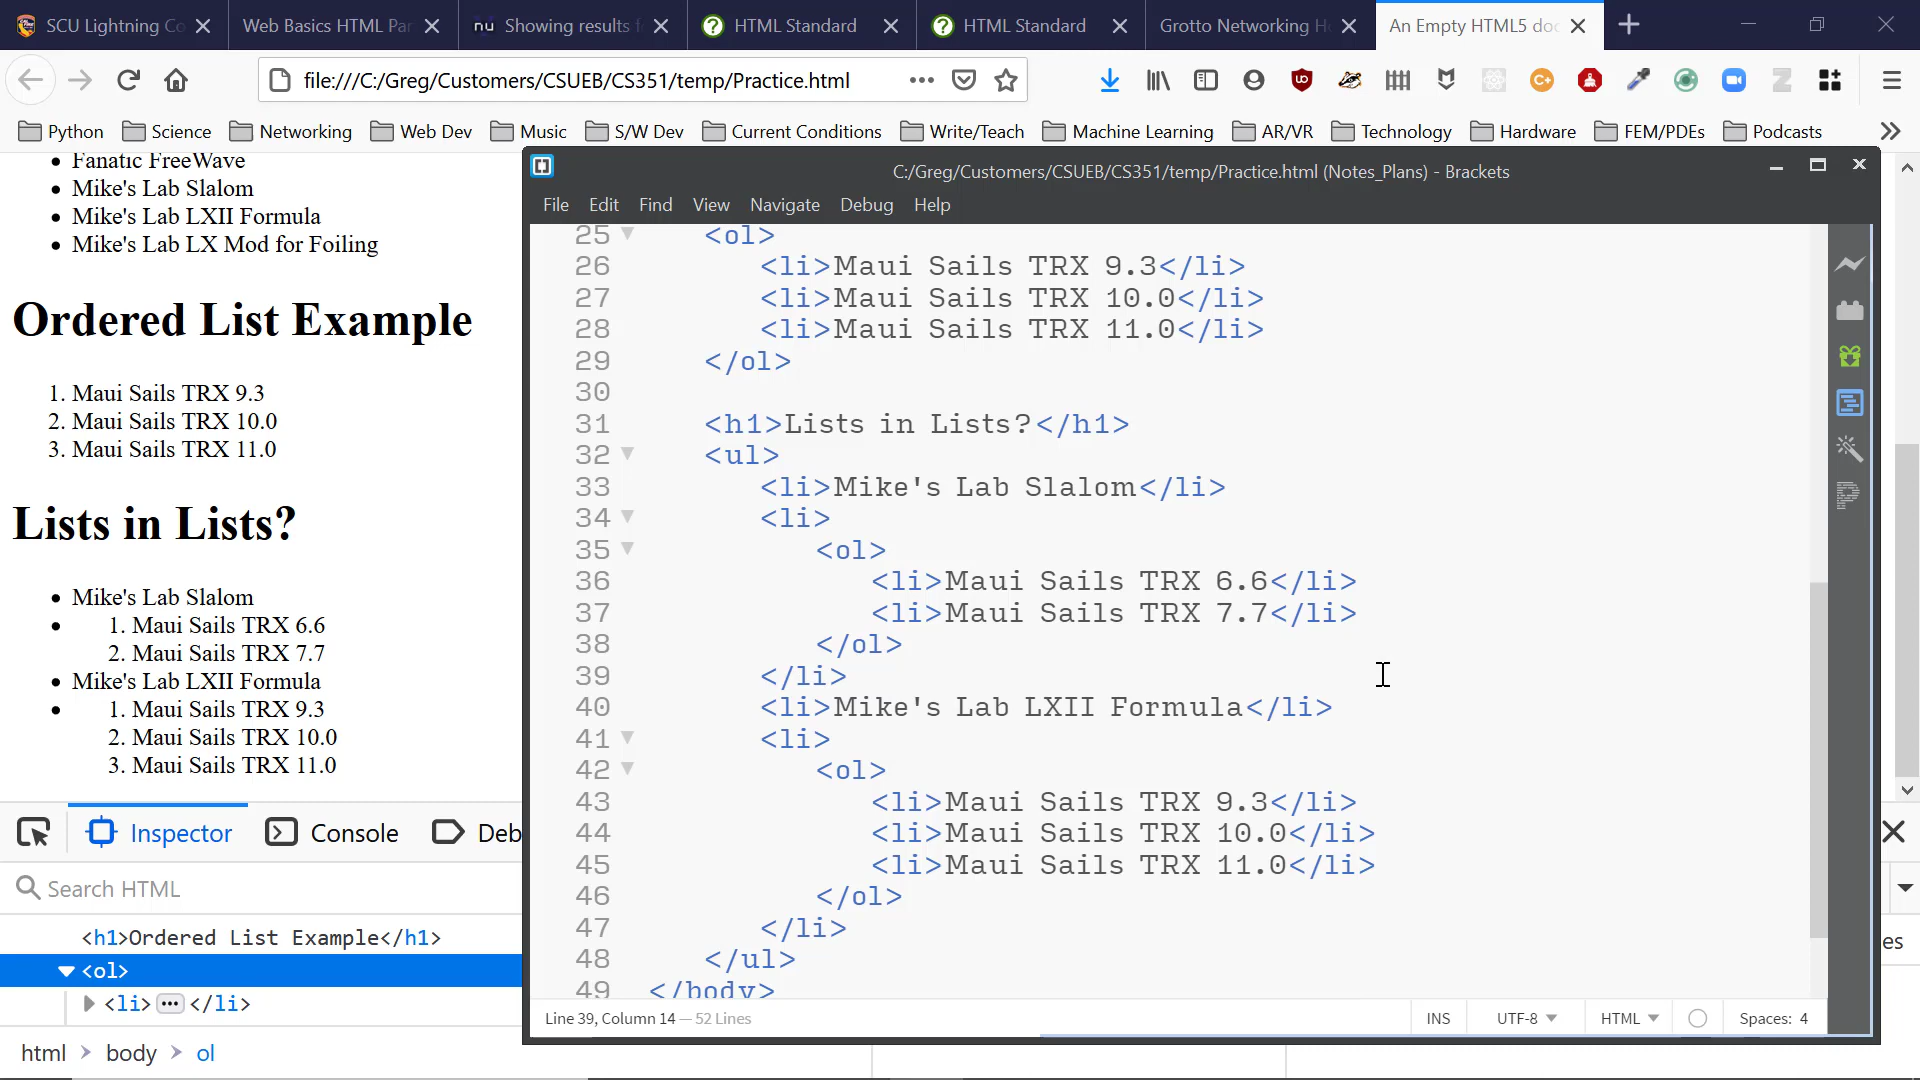 SCU Lightning Co
Web Basics HTML Par
nu Showing results f
HTML Standard
HTML Standard
Grotto Networking H
An Empty HTML5 doc
file:///C:/Greg/Customers/CSUEB/CS351/temp/Practice.html
Python Science Networking Web Dev Music S/W Dev Current Conditions Write/Teach Machine Learning AR/VR Technology Hardware FEM/PDEs Podcasts
• Fanatic FreeWave
• Mike's Lab Slalom
• Mike's Lab LXII Formula
• Mike's Lab LX Mod for Foiling
Ordered List Example
1. Maui Sails TRX 9.3
2. Maui Sails TRX 10.0
3. Maui Sails TRX 11.0
Lists in Lists?
• Mike's Lab Slalom
• 1. Maui Sails TRX 6.6
2. Maui Sails TRX 7.7
• Mike's Lab LXII Formula
• 1. Maui Sails TRX 9.3
2. Maui Sails TRX 10.0
3. Maui Sails TRX 11.0
Inspector Console Deb
Search HTML
<h1>Ordered List Example</h1>
<ol>
<li>…</li>
html > body > ol
C:/Greg/Customers/CSUEB/CS351/temp/Practice.html (Notes_Plans) - Brackets
File Edit Find View Navigate Debug Help
25 <ol>
26 <li>Maui Sails TRX 9.3</li>
27 <li>Maui Sails TRX 10.0</li>
28 <li>Maui Sails TRX 11.0</li>
29 </ol>
30
31 <h1>Lists in Lists?</h1>
32 <ul>
33 <li>Mike's Lab Slalom</li>
34 <li>
35 <ol>
36 <li>Maui Sails TRX 6.6</li>
37 <li>Maui Sails TRX 7.7</li>
38 </ol>
39 </li>
40 <li>Mike's Lab LXII Formula</li>
41 <li>
42 <ol>
43 <li>Maui Sails TRX 9.3</li>
44 <li>Maui Sails TRX 10.0</li>
45 <li>Maui Sails TRX 11.0</li>
46 </ol>
47 </li>
48 </ul>
49 </body>
Line 39, Column 14 — 52 Lines
INS UTF-8 HTML Spaces: 4
es